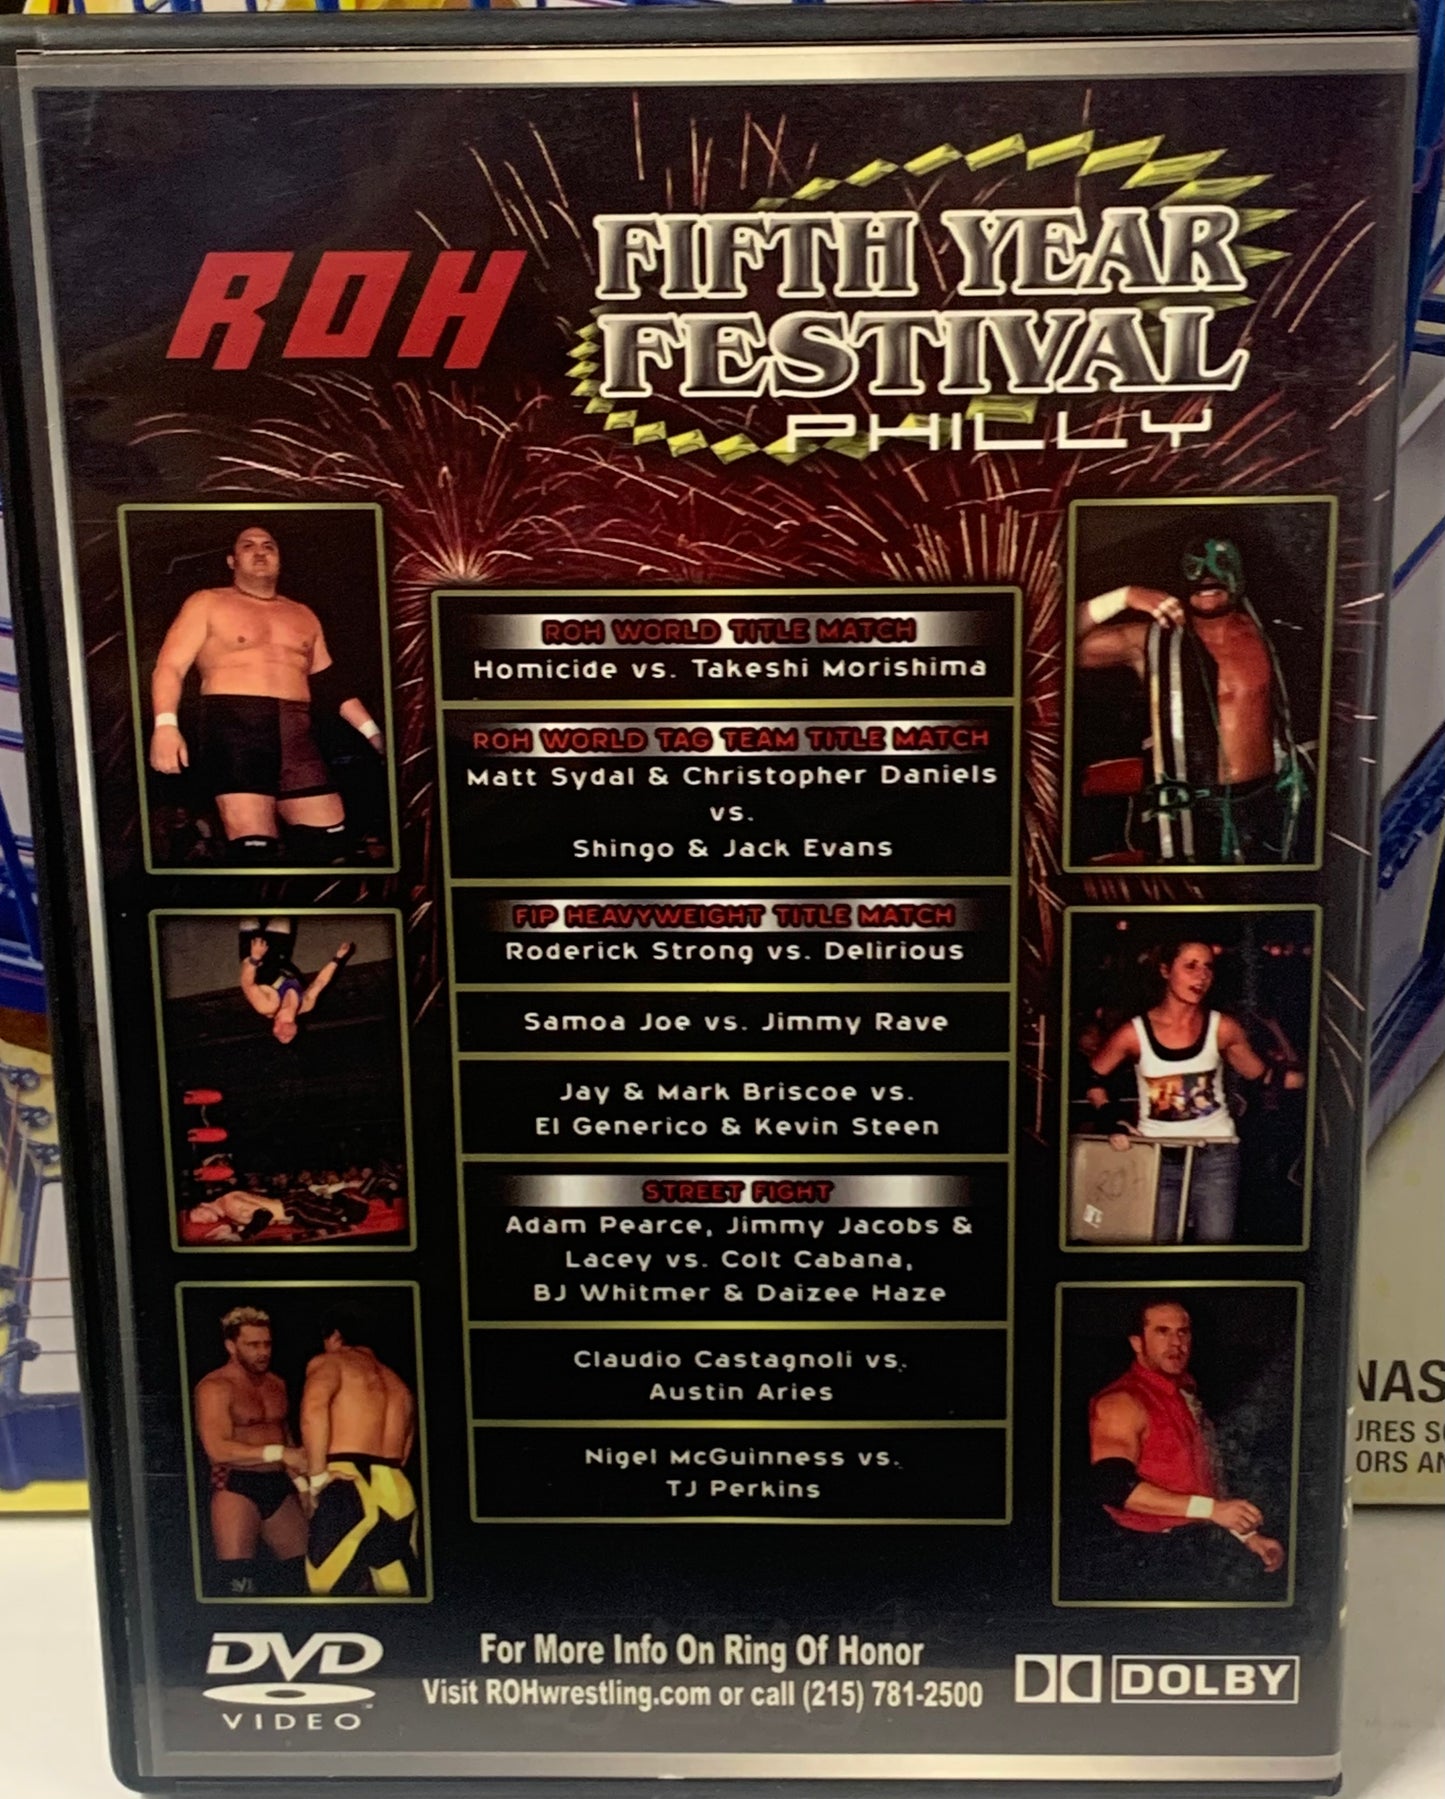 ROH
FIFTH YEAR
FESTIVAL
PHILLY
ROH WORLD TITLE MATCH
Homicide vs. Takeshi Morishima
ROH WORLD TAG TEAM TITLE MATCH
Matt Sydal & Christopher Daniels
vs.
Shingo & Jack Evans
FIP HEAVYWEIGHT TITLE MATCH
Roderick Strong vs. Delirious
Samoa Joe vs. Jimmy Rave
Jay & Mark Briscoe vs.
El Generico & Kevin Steen
STREET FIGHT
Adam Pearce, Jimmy Jacobs &
Lacey vs. Colt Cabana,
BJ Whitmer & Daizee Haze
Claudio Castagnoli vs.
Austin Aries
Nigel McGuinness vs.
TJ Perkins
DVD
VIDEO
For More Info On Ring Of Honor
Visit ROHwrestling.com or call (215) 781-2500
DOLBY
NAS
URES S
ORS AN